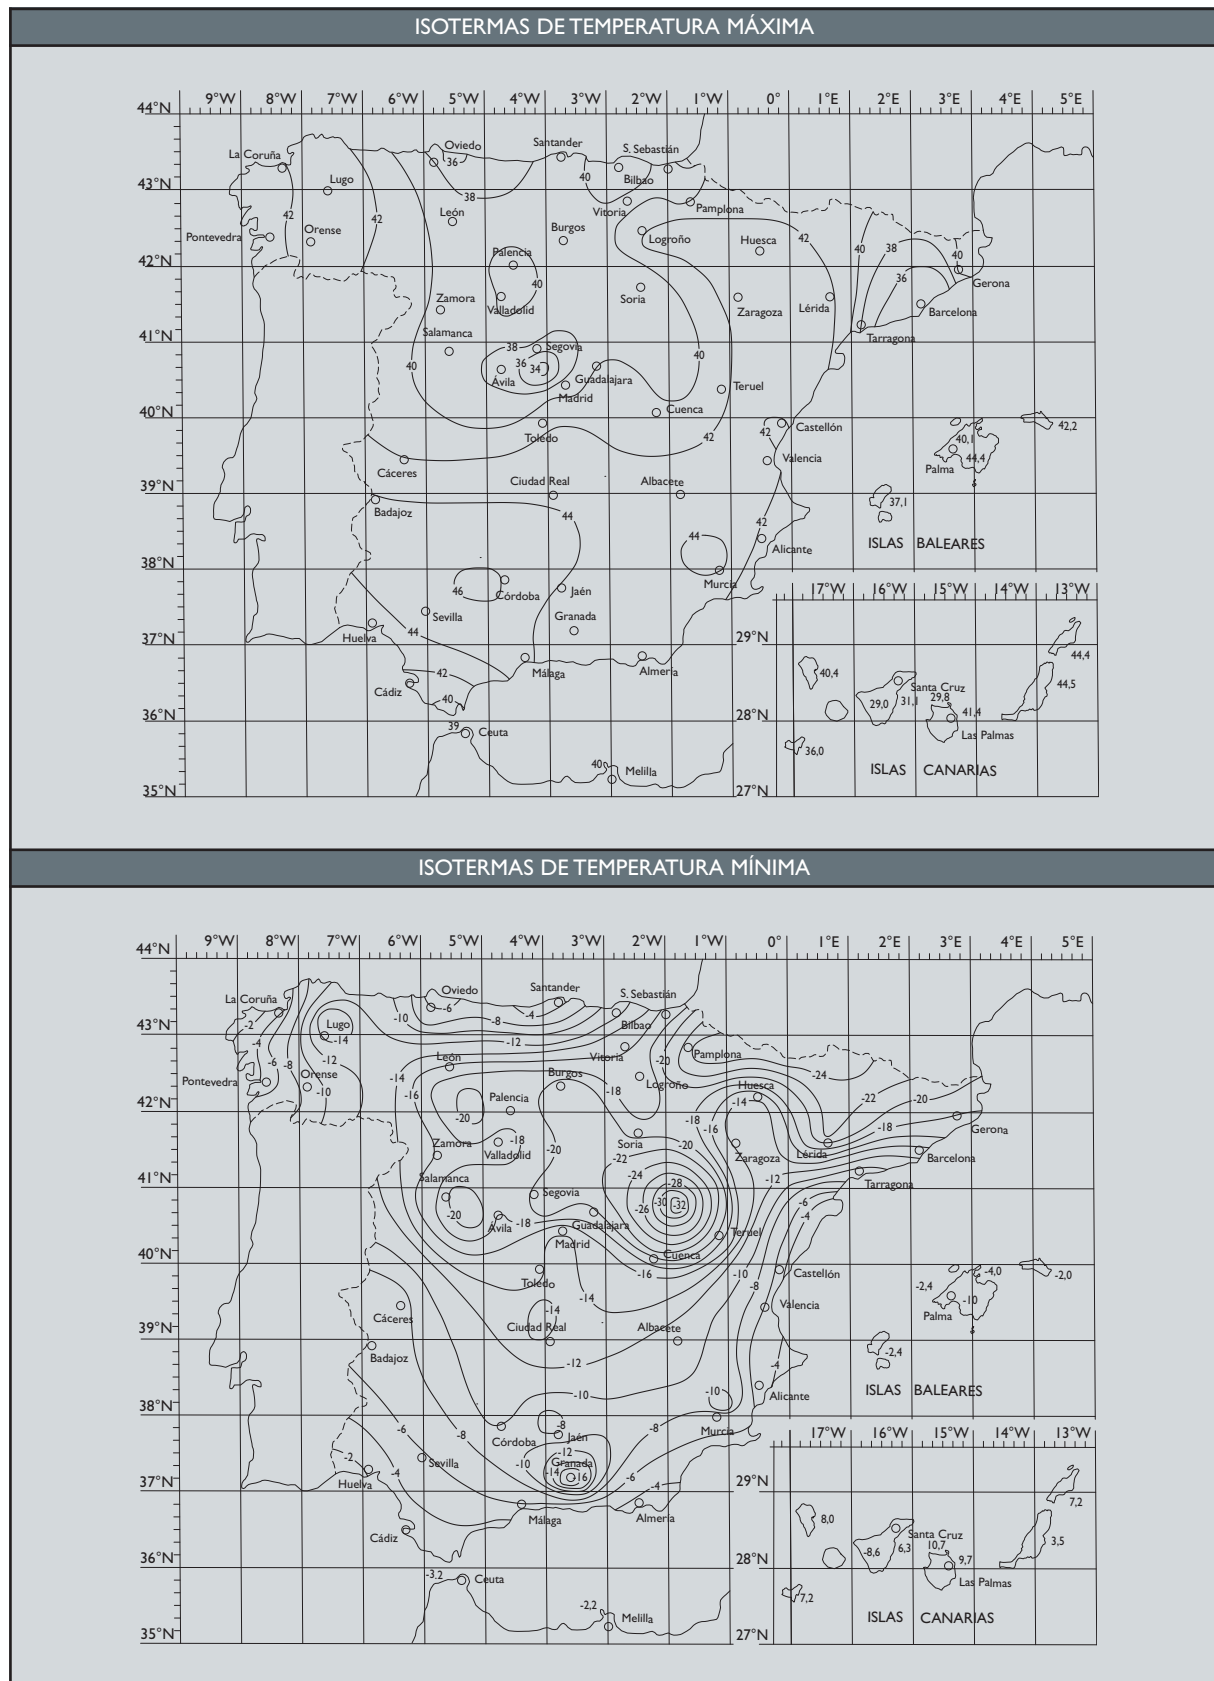 ISOTERMAS DE TEMPERATURA MÁXIMA
9°W 8°W 7°W 6°W 5°W 4°W 3°W 2°W 1°W 0° 1°E 2°E 3°E 4°E 5°E
44°N
Oviedo Santander S. Sebastián
La Coruña 36 Bilbao
43°N Lugo 40
38
42 42 León Vitoria Pamplona
Pontevedra Orense Burgos Logroño Huesca 42 40 38 40
42°N Palencia
40 36 Gerona
Zamora Valladolid Soria Zaragoza Lérida Barcelona
41°N Salamanca Tarragona
38 Segovia
40 36 34 40
Ávila Guadalajara Teruel
Madrid
40°N Cuenca
Toledo 42 42 Castellón 40,1 42,2
Cáceres Valencia Palma 44,4
39°N Ciudad Real Albacete
Badajoz 44 42 37,1
44 Alicante ISLAS BALEARES
38°N Murcia
46 Córdoba Jaén 17°W 16°W 15°W 14°W 13°W
Sevilla Granada
37°N Huelva 44 29°N
42 Málaga Almería 40,4 44,4
Cádiz Santa Cruz 44,5
40 29,0 31,1 29,8 41,4
36°N 28°N
39 Ceuta Las Palmas
36,0
40 Melilla ISLAS CANARIAS
35°N 27°N
ISOTERMAS DE TEMPERATURA MÍNIMA
9°W 8°W 7°W 6°W 5°W 4°W 3°W 2°W 1°W 0° 1°E 2°E 3°E 4°E 5°E
44°N
Oviedo Santander S. Sebastián
La Coruña -6 -4
-2 Lugo -10 -8 Bilbao
43°N -14 -12
-4 Vitoria Pamplona
-6 -8 -12 León -20
Pontevedra Orense -14 Burgos Logroño Huesca -24
-10 -16 -18 -14 -22 -20
42°N Palencia
-20 -18 -16 -18 Gerona
Zamora -18 Soria -20
Valladolid -20 -22 Zaragoza Lérida Barcelona
41°N Salamanca -24 -28 -12 Tarragona
Segovia -30 -32 -6
-20 -18 -26 -4
Ávila Guadalajara Teruel
Madrid
40°N Cuenca
Toledo -16 -10 Castellón -4,0
-14 -8 -2,4 -2,0
Cáceres -14 Valencia -10
Palma
39°N Ciudad Real Albacete
Badajoz -12 -4 -2,4
-10 -10 Alicante ISLAS BALEARES
38°N
-6 -8 -8 -8 Murcia
Córdoba Jaén 17°W 16°W 15°W 14°W 13°W
-2 Sevilla -10 -12
Granada
37°N -4 -14 -16 -6 29°N
Huelva -4 7,2
Málaga Almería 8,0
Cádiz Santa Cruz 3,5
-8,6 6,3 10,7 9,7
36°N 28°N
-3,2 Ceuta Las Palmas
7,2
-2,2 Melilla ISLAS CANARIAS
35°N 27°N